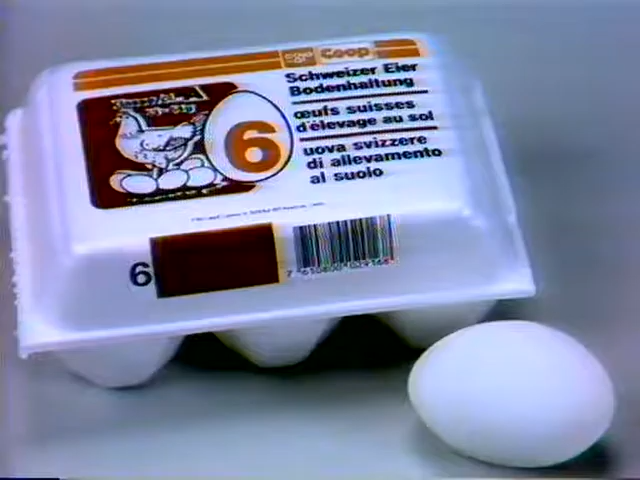 coop
Schweizer Eier
Bodenhaltung
œufs suisses
d'élevage au sol
uova svizzere
di allevamento
al suolo
6
6